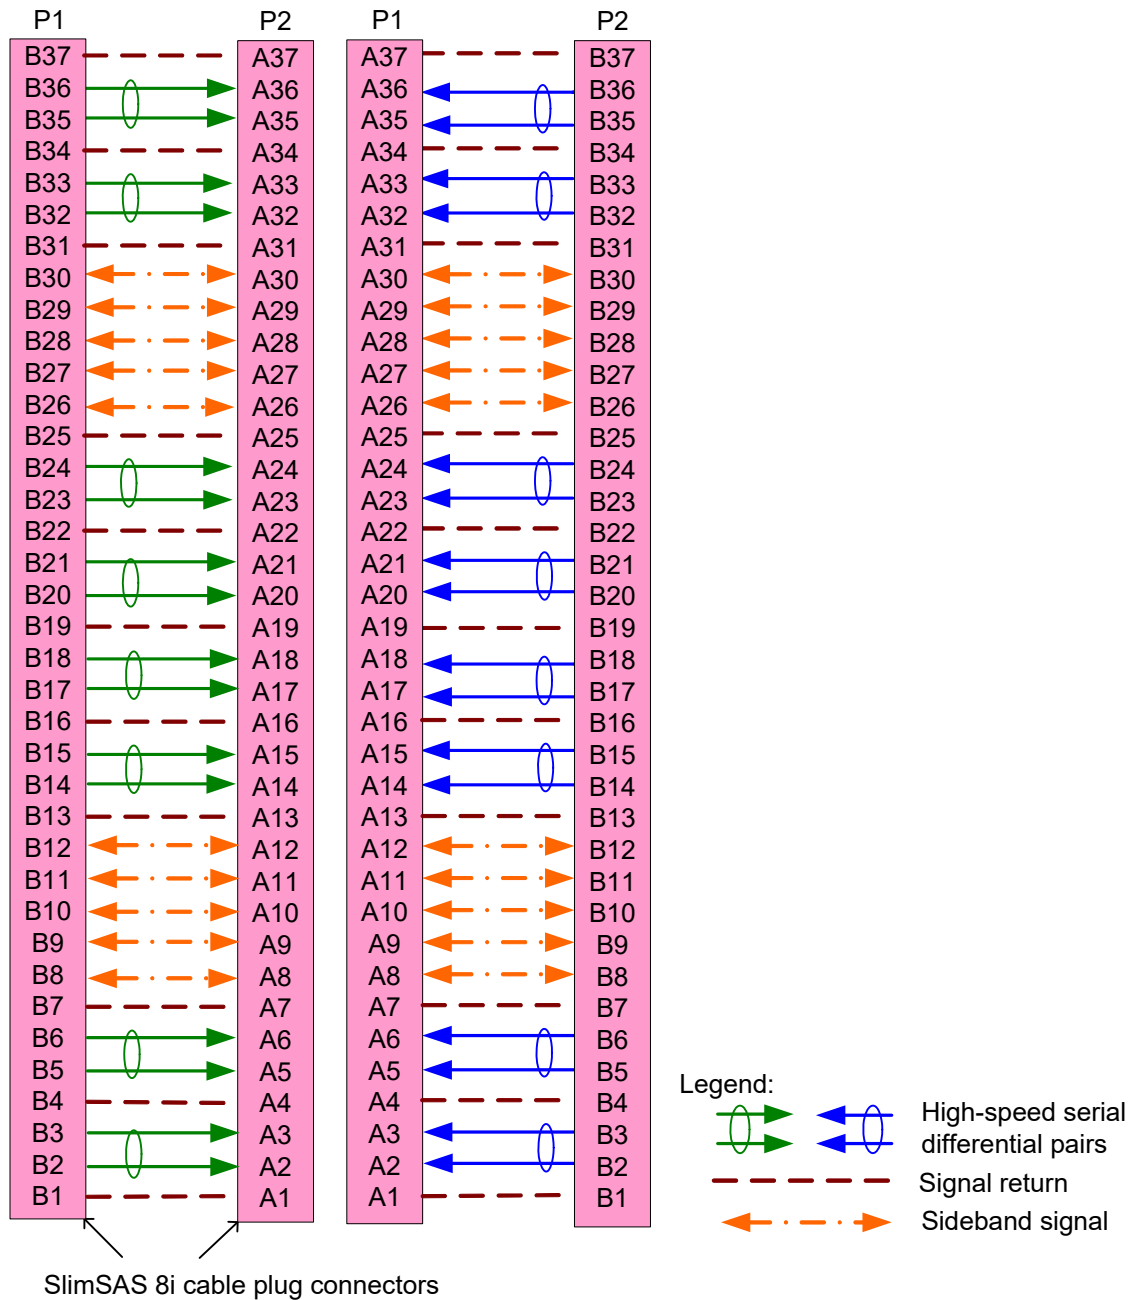 P1 P2 P1 P2
B37 A37 A37 B37
B36 A36 A36 B36
B35 A35 A35 B35
B34 A34 A34 B34
B33 A33 A33 B33
B32 A32 A32 B32
B31 A31 A31 B31
B30 A30 A30 B30
B29 A29 A29 B29
B28 A28 A28 B28
B27 A27 A27 B27
B26 A26 A26 B26
B25 A25 A25 B25
B24 A24 A24 B24
B23 A23 A23 B23
B22 A22 A22 B22
B21 A21 A21 B21
B20 A20 A20 B20
B19 A19 A19 B19
B18 A18 A18 B18
B17 A17 A17 B17
B16 A16 A16 B16
B15 A15 A15 B15
B14 A14 A14 B14
B13 A13 A13 B13
B12 A12 A12 B12
B11 A11 A11 B11
B10 A10 A10 B10
B9 A9 A9 B9
B8 A8 A8 B8
B7 A7 A7 B7
B6 A6 A6 B6
B5 A5 A5 B5
B4 A4 A4 B4
B3 A3 A3 B3
B2 A2 A2 B2
B1 A1 A1 B1
Legend:
High-speed serial
differential pairs
Signal return
Sideband signal
SlimSAS 8i cable plug connectors